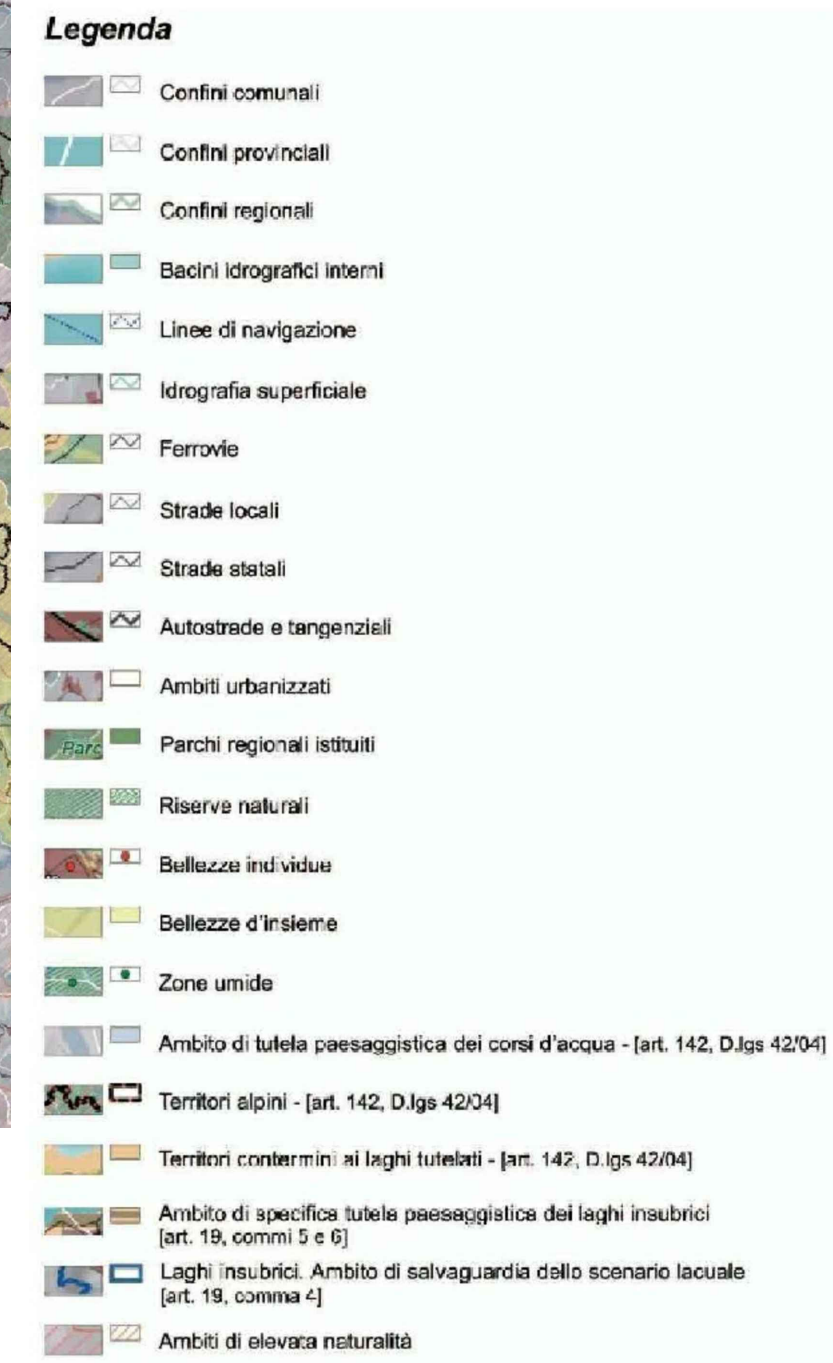 Legenda
Confini comunali
Confini provinciali
Confini regionali
Bacini idrografici interni
Linee di navigazione
Idrografia superficiale
Ferrovie
Strade locali
Strade statali
Autostrade e tangenziali
Ambiti urbanizzati
Parc Parchi regionali istituiti
Riserve naturali
Bellezze individue
Bellezze d'insieme
Zone umide
Ambito di tutela paesaggistica dei corsi d'acqua - [art. 142, D.lgs 42/04]
Territori alpini - [art. 142, D.lgs 42/04]
Territori contermini ai laghi tutelati - [art. 142, D.lgs 42/04]
Ambito di specifica tutela paesaggistica dei laghi insubrici
[art. 19, commi 5 e 6]
Laghi insubrici. Ambito di salvaguardia dello scenario lacuale
[art. 19, comma 4]
Ambiti di elevata naturalità